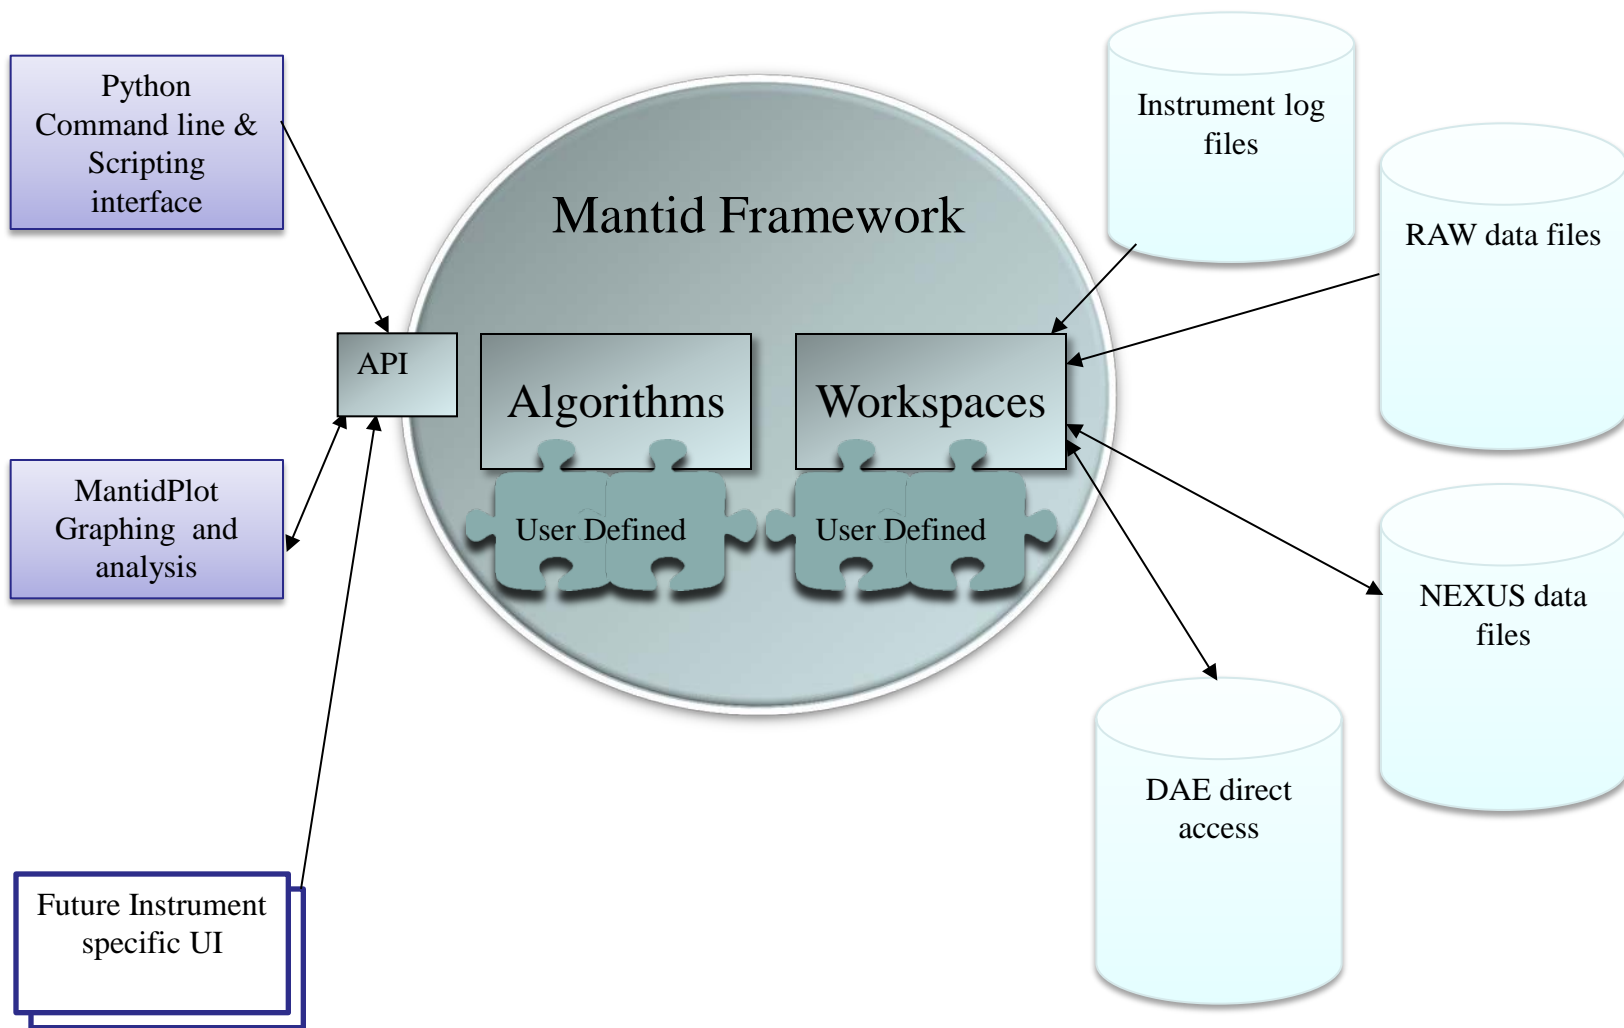 Python
Command line &
Scripting
interface
Mantid Framework
Instrument log
files
RAW data files
API
Algorithms
Workspaces
User Defined
User Defined
MantidPlot
Graphing and
analysis
NEXUS data
files
DAE direct
access
Future Instrument
specific UI